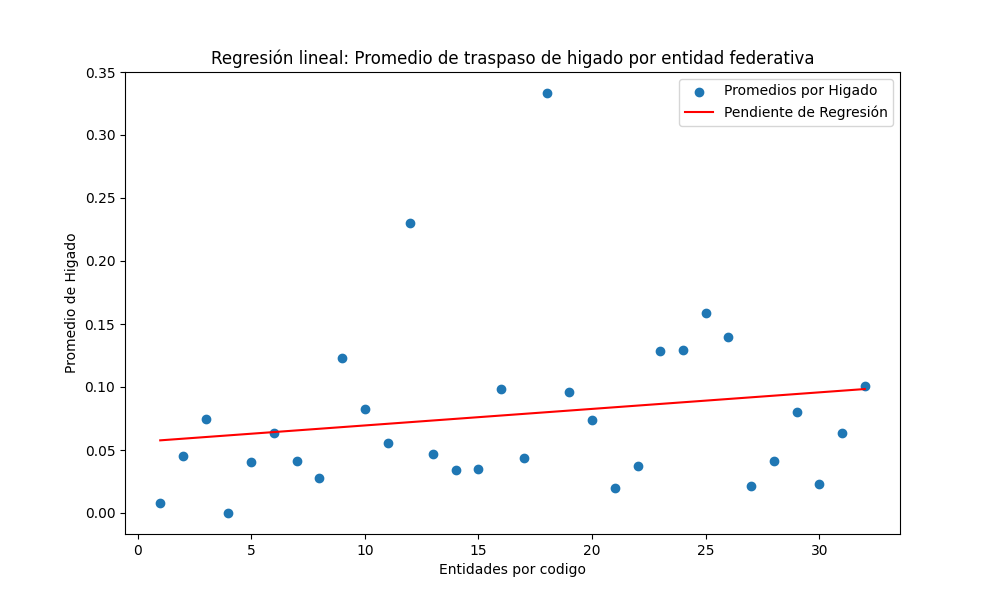 Regresión lineal: Promedio de traspaso de higado por entidad federativa
Promedios por Higado
Pendiente de Regresión
Promedio de Higado
0.35
0.30
0.25
0.20
0.15
0.10
0.05
0.00
0 5 10 15 20 25 30
Entidades por codigo